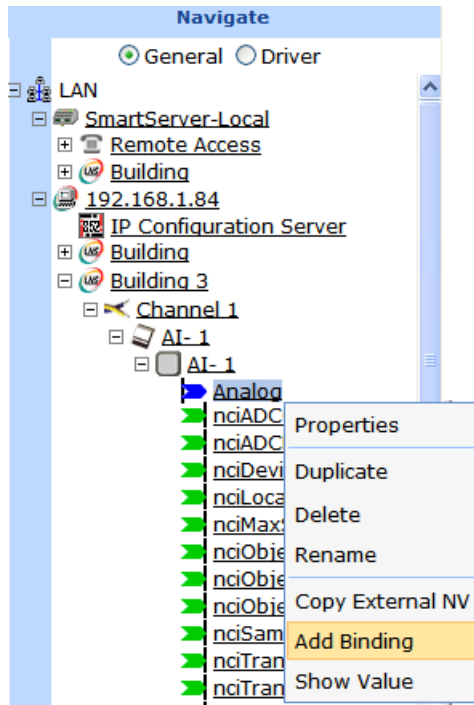 Navigate
General Driver
LAN
SmartServer-Local
Remote Access
Building
192.168.1.84
IP Configuration Server
Building
Building 3
Channel 1
AI- 1
AI- 1
Analog
nciADC
Properties
nciADC
nciDevi
Duplicate
nciLoca
Delete
nciMaxS
nciObje
Rename
nciObje
nciObje
Copy External NV
nciSam
Add Binding
nciTran
Show Value
nciTran